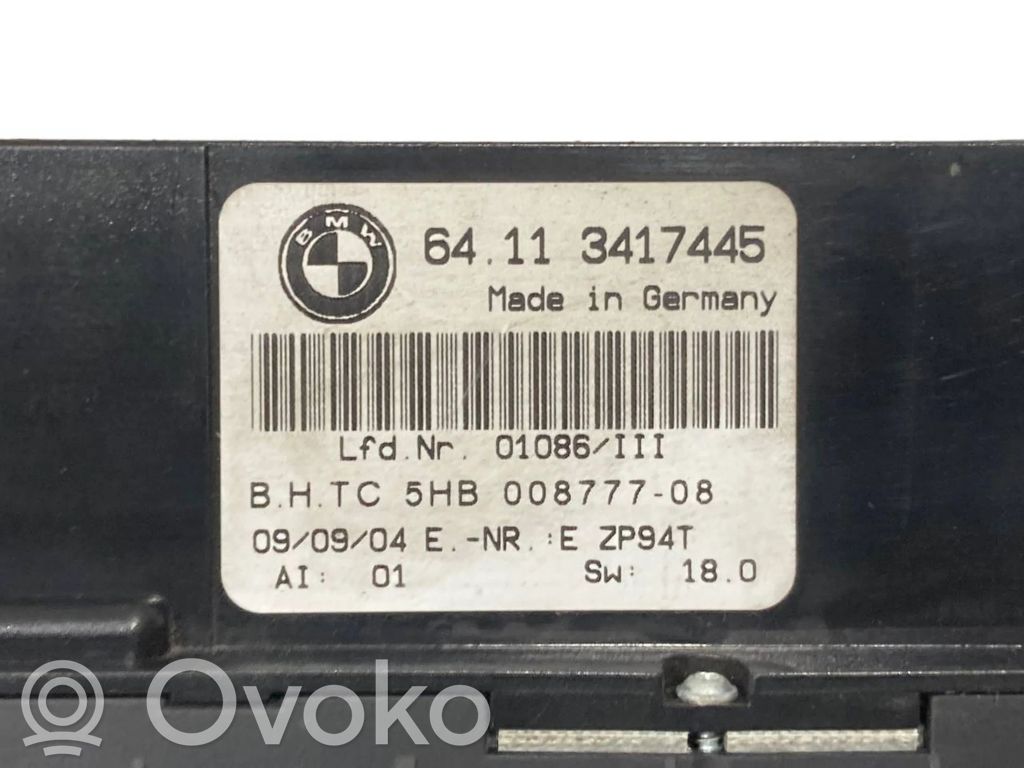 BMW
64.11 3417445
Made in Germany
Lfd.Nr. 01086/III
B.H.TC 5HB 008777-08
09/09/04 E.-NR.:E ZP94T
AI: 01 Sw: 18.0
Ovoko